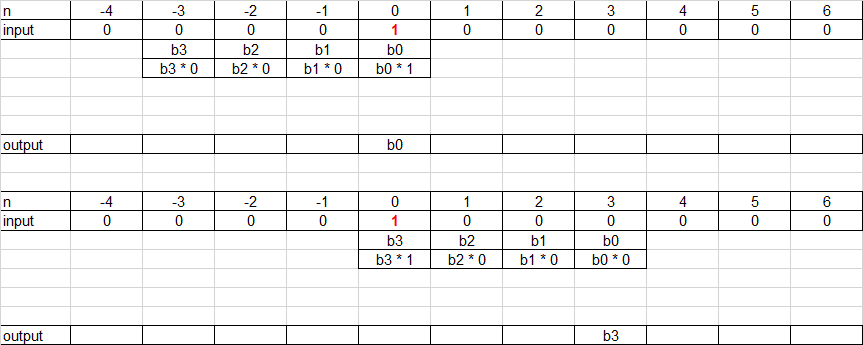 n -4 -3 -2 -1 0 1 2 3 4 5 6
input 0 0 0 0 1 0 0 0 0 0 0
b3 b2 b1 b0
b3 * 0 b2 * 0 b1 * 0 b0 * 1
output b0
n -4 -3 -2 -1 0 1 2 3 4 5 6
input 0 0 0 0 1 0 0 0 0 0 0
b3 b2 b1 b0
b3 * 1 b2 * 0 b1 * 0 b0 * 0
output b3